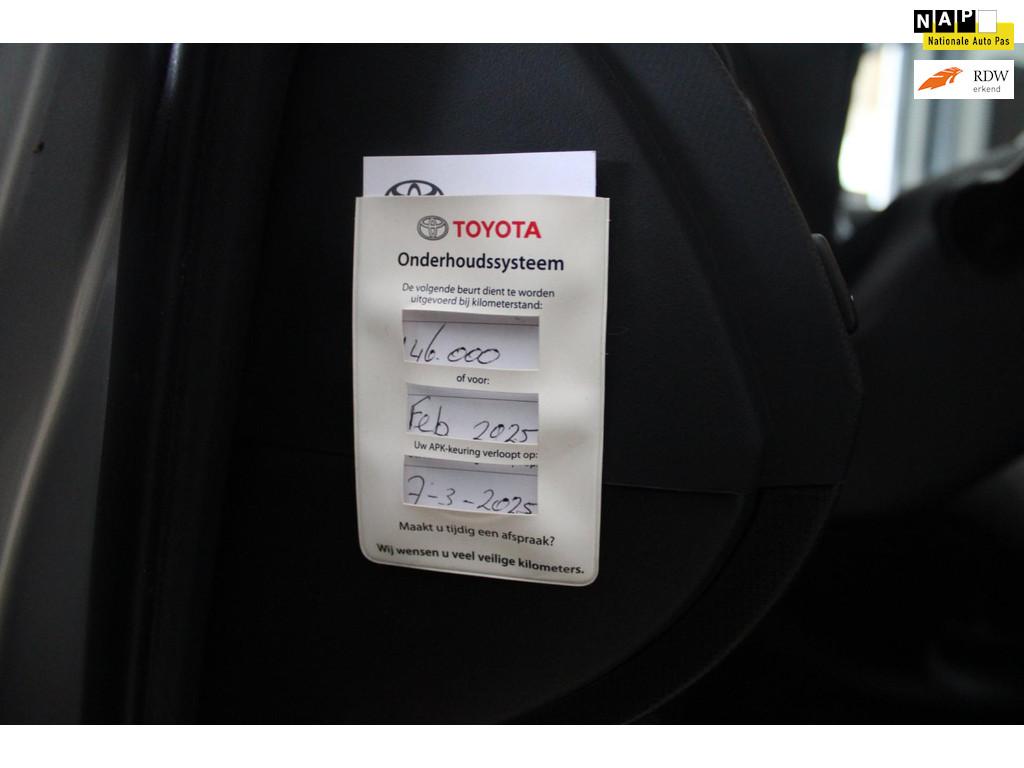 NAP
Nationale Auto Pas
RDW
erkend
TOYOTA
Onderhoudssysteem
De volgende beurt dient te worden
uitgevoerd bij kilometerstand:
46.000
of voor:
Feb 2025
Uw APK-keuring verloopt op:
7-3-2025
Maakt u tijdig een afspraak?
Wij wensen u veel veilige kilometers.